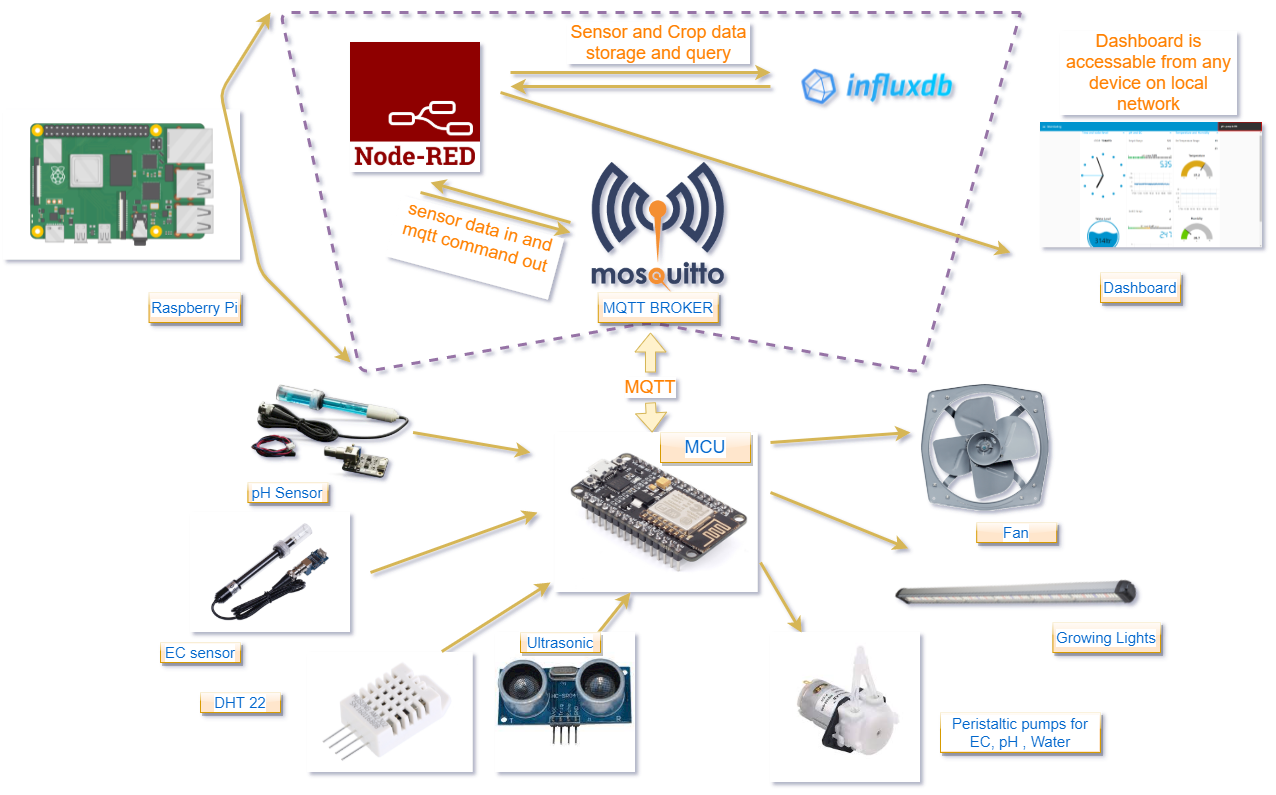 Sensor and Crop data
storage and query
Dashboard is
accessable from any
device on local
network
influxdb
Node-RED
sensor data in and
mqtt command out
mosquitto
MQTT BROKER
Raspberry Pi
Dashboard
MQTT
MCU
pH Sensor
Fan
EC sensor
Ultrasonic
Growing Lights
HC-SR04
T
R
DHT 22
Peristaltic pumps for
EC, pH , Water